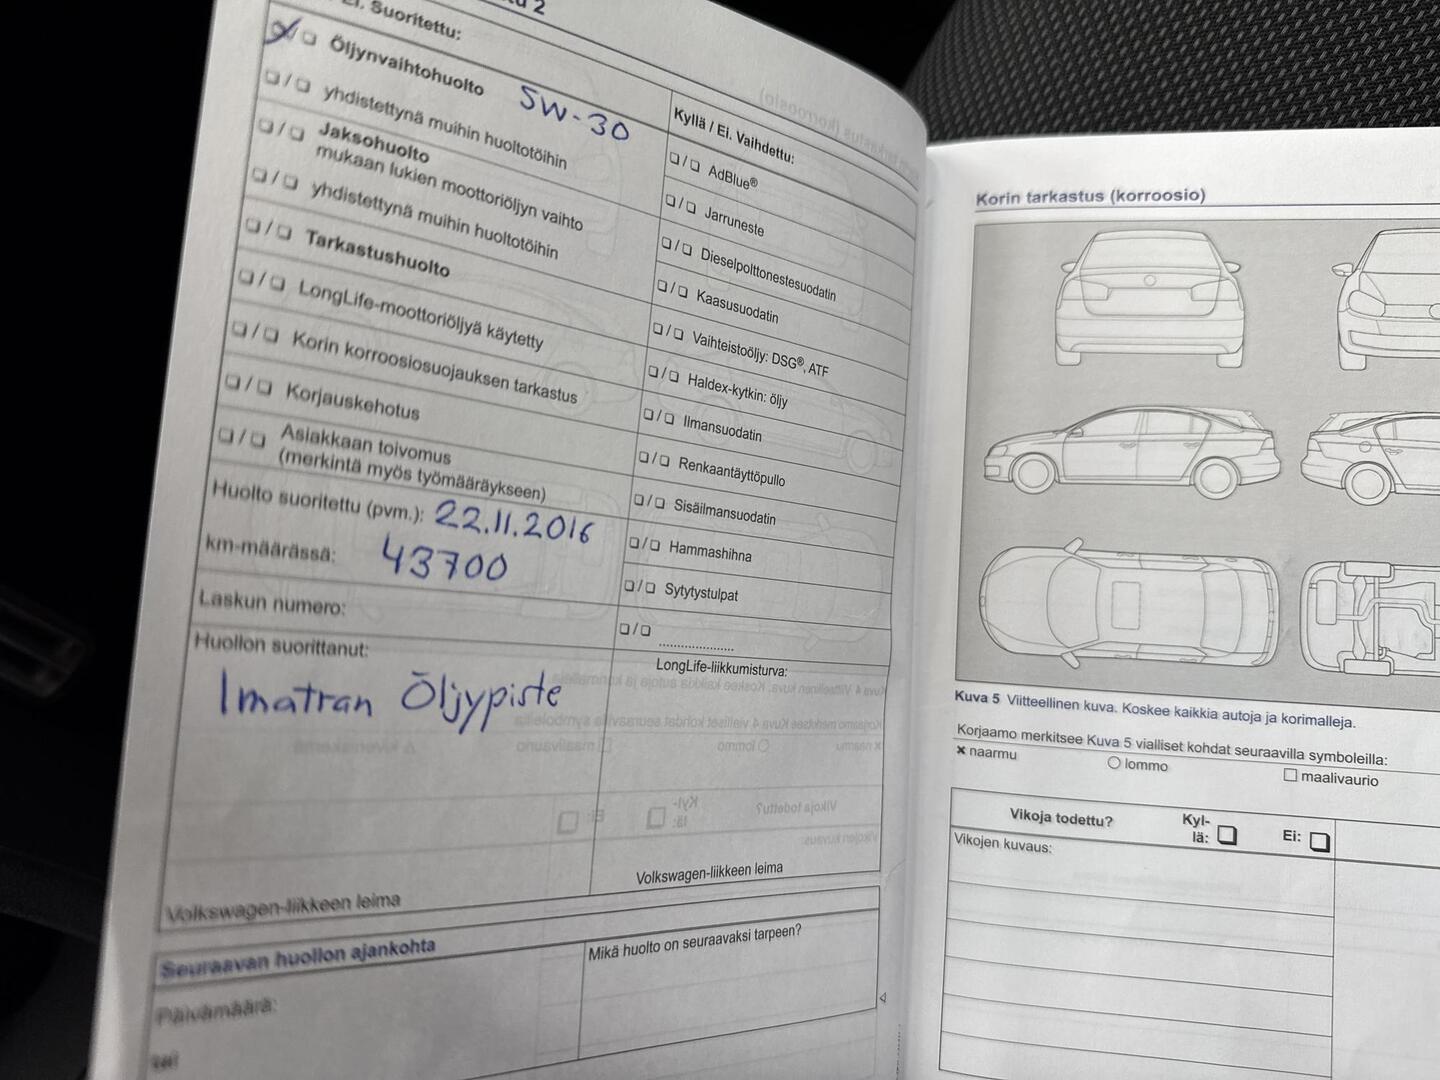 Suoritettu:
Öljynvaihtohuolto 5W-30
yhdistettynä muihin huoltotöihin
Jaksohuolto
mukaan lukien moottoriöljyn vaihto
yhdistettynä muihin huoltotöihin
Tarkastushuolto
LongLife-moottoriöljyä käytetty
Korin korroosiosuojauksen tarkastus
Korjauskehotus
Asiakkaan toivomus
(merkintä myös työmääräykseen)
Huolto suoritettu (pvm.): 22.11.2016
km-määrässä: 43700
Laskun numero:
Huollon suorittanut:
Imatran Öljypiste
Volkswagen-liikkeen leima
Seuraavan huollon ajankohta
Päivämäärä:
tai
Kyllä / Ei. Vaihdettu:
AdBlue®
Jarruneste
Dieselpolttonestesuodatin
Kaasusuodatin
Vaihteistoöljy: DSG®, ATF
Haldex-kytkin: öljy
Ilmansuodatin
Renkaantäyttöpullo
Sisäilmansuodatin
Hammashihna
Sytytystulpat
LongLife-liikkumisturva:
Volkswagen-liikkeen leima
Mikä huolto on seuraavaksi tarpeen?
Korin tarkastus (korroosio)
Kuva 5 Viitteellinen kuva. Koskee kaikkia autoja ja korimalleja.
Korjaamo merkitsee Kuva 5 vialliset kohdat seuraavilla symboleilla:
× naarmu ○ lommo □ maalivaurio
Vikoja todettu? Kyl-
lä: Ei:
Vikojen kuvaus: